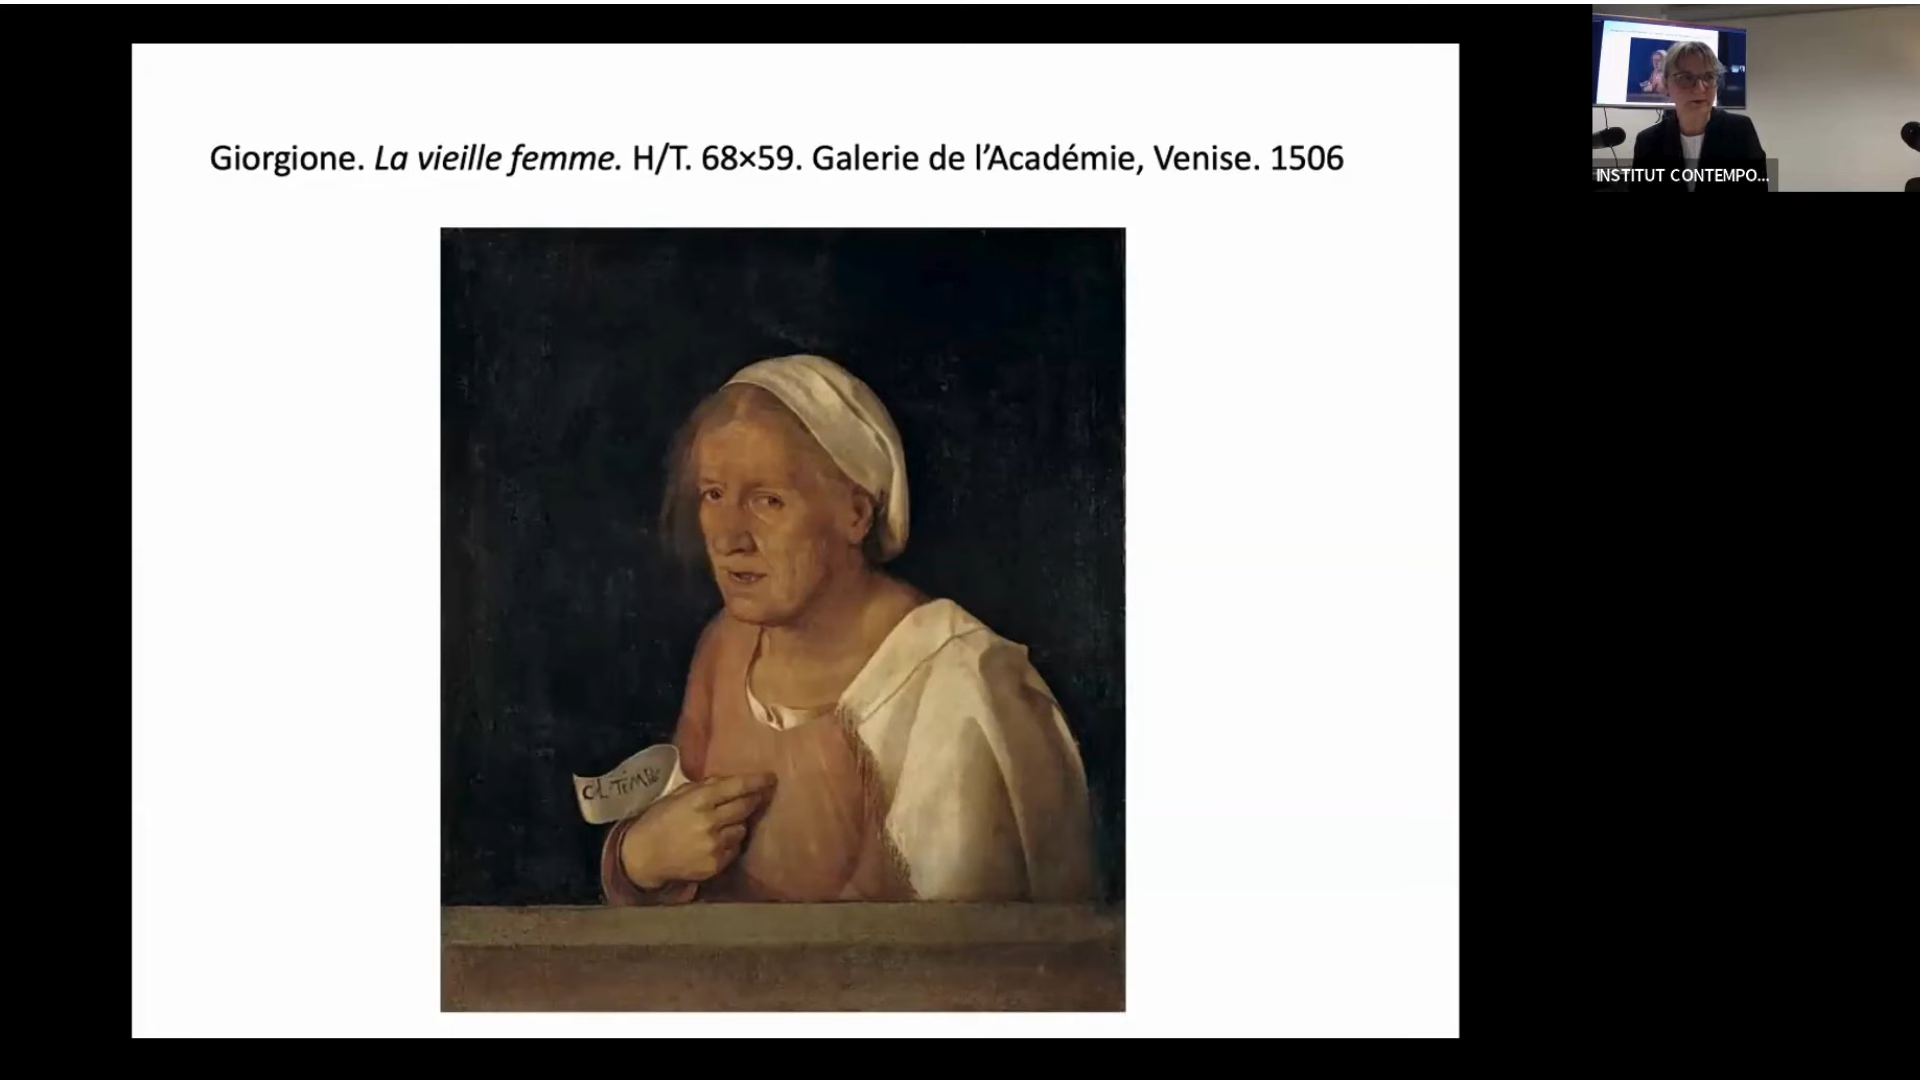 Giorgione. La vieille femme. H/T. 68×59. Galerie de l’Académie, Venise. 1506
INSTITUT CONTEMPO...
COL TEMPO